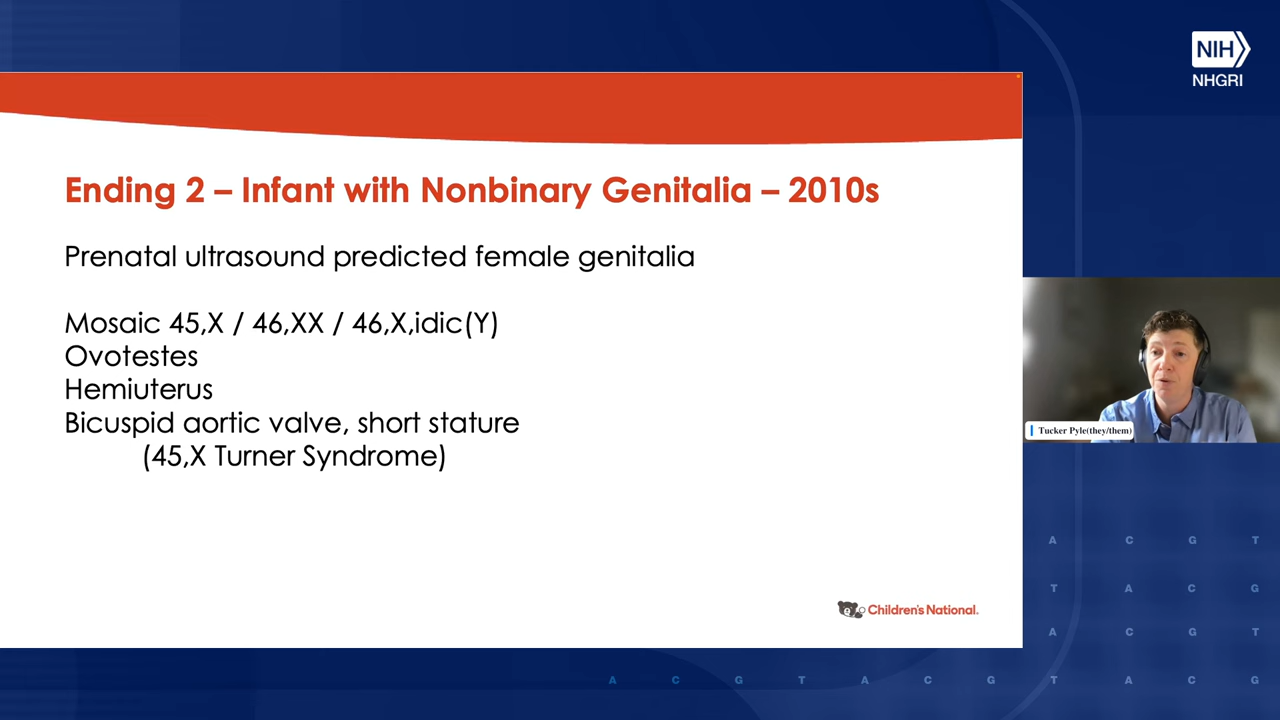 NIH
NHGRI
Ending 2 – Infant with Nonbinary Genitalia – 2010s
Prenatal ultrasound predicted female genitalia
Mosaic 45,X / 46,XX / 46,X,idic(Y)
Ovotestes
Hemiuterus
Bicuspid aortic valve, short stature
(45,X Turner Syndrome)
Tucker Pyle(they/them)
Children's National.
A C G T
T A C G
A C G T
A C G T A C G T A C G